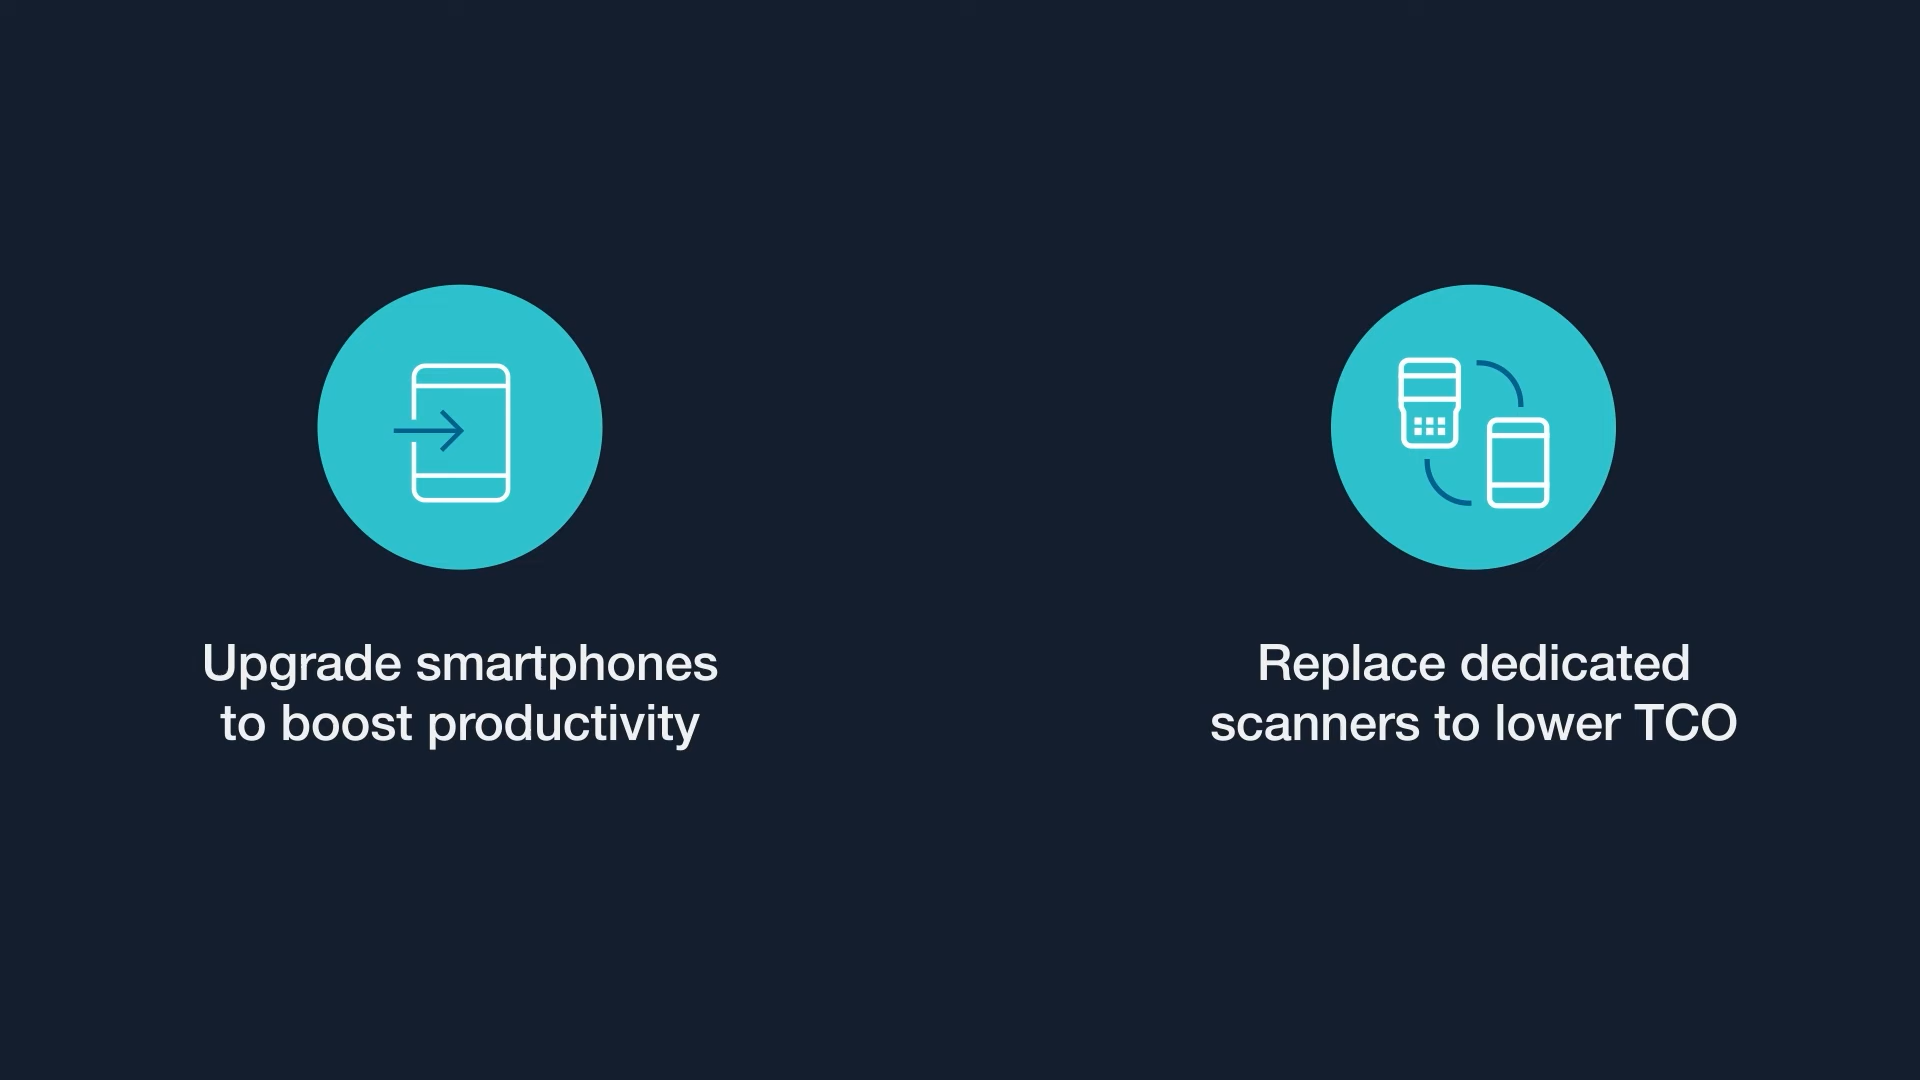 Upgrade smartphones
to boost productivity
Replace dedicated
scanners to lower TCO